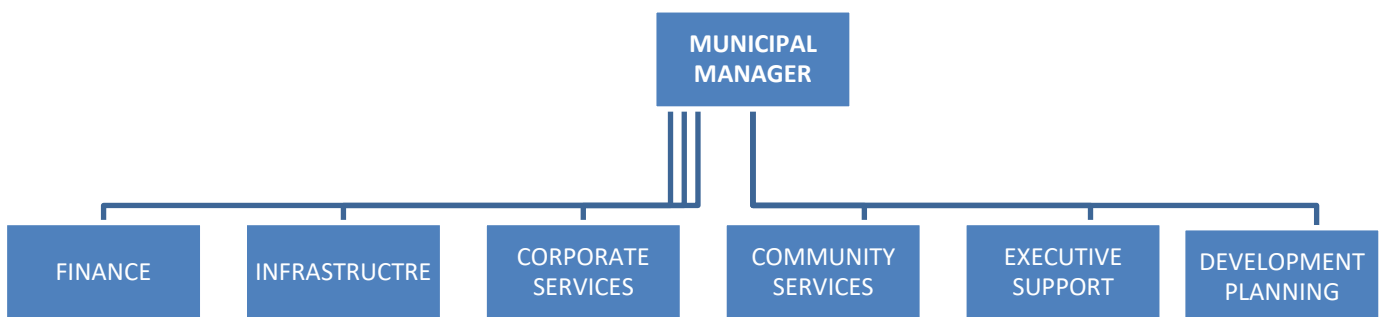 MUNICIPAL
MANAGER
FINANCE
INFRASTRUCTRE
CORPORATE
SERVICES
COMMUNITY
SERVICES
EXECUTIVE
SUPPORT
DEVELOPMENT
PLANNING